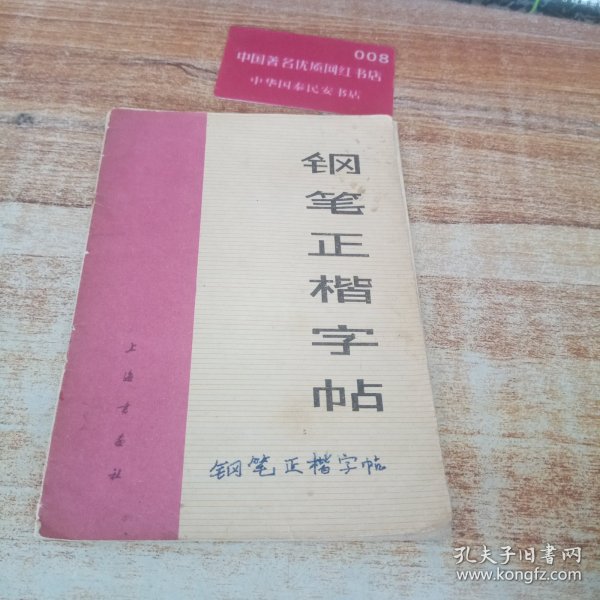 008
中国著名优质网红书店
中华国泰民安书店
钢笔正楷字帖
上海书画社
钢笔正楷字帖
孔夫子旧书网
www.kongfz.com